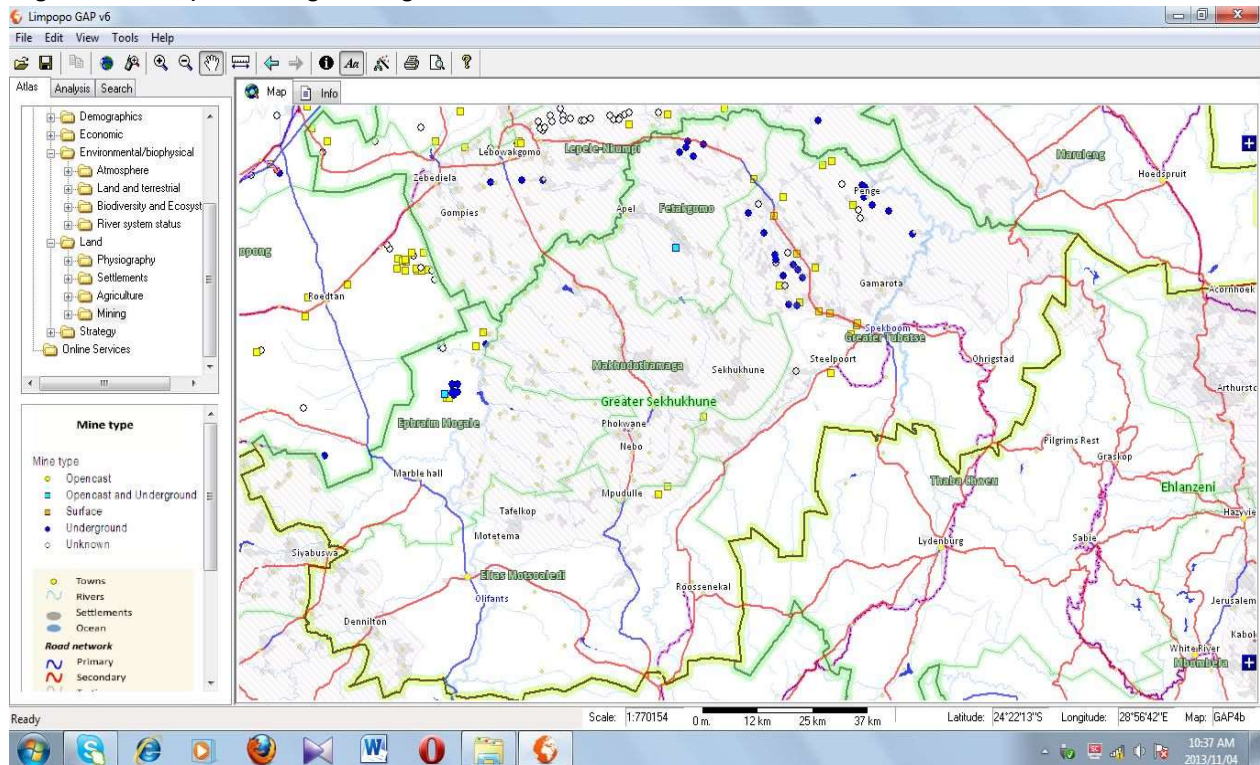 Limpopo GAP v6
File Edit View Tools Help
Atlas Analysis Search
Map Info
Demographics
Economic
Environmental/biophysical
Atmosphere
Land and terrestrial
Biodiversity and Ecosyst
River system status
Land
Physiography
Settlements
Agriculture
Mining
Strategy
Online Services
Mine type
Mine type
Opencast
Opencast and Underground
Surface
Underground
Unknown
Towns
Rivers
Settlements
Ocean
Road network
Primary
Secondary
Lebowakgomo
Lepele-Nkumpi
Maruleng
Zebediela
Hoedspruit
Penge
Gompies
Apel
Fetakgomo
ppong
Gamarota
Acornhoek
Roedtan
Spekboom
Greater Tubatse
Steelpoort
Ohrigstad
Makhuduthamaga
Sekhukhune
Greater Sekhukhune
Ephraim Mogale
Phokwane
Nebo
Pilgrims Rest
Graskop
Marble hall
Thaba Chweu
Ehlanzeni
Mpudulle
Tafelkop
Hazyvie
Motetema
Siyabuswa
Lydenburg
Sabie
Elias Motsoaledi
Olifants
Roossenekal
Jerusalem
Dennilton
Kabok
White River
Mbombela
Ready
Scale: 1:770154
0 m. 12 km 25 km 37 km
Latitude: 24°22'13"S Longitude: 28°56'42"E Map: GAP4b
10:37 AM
2013/11/04